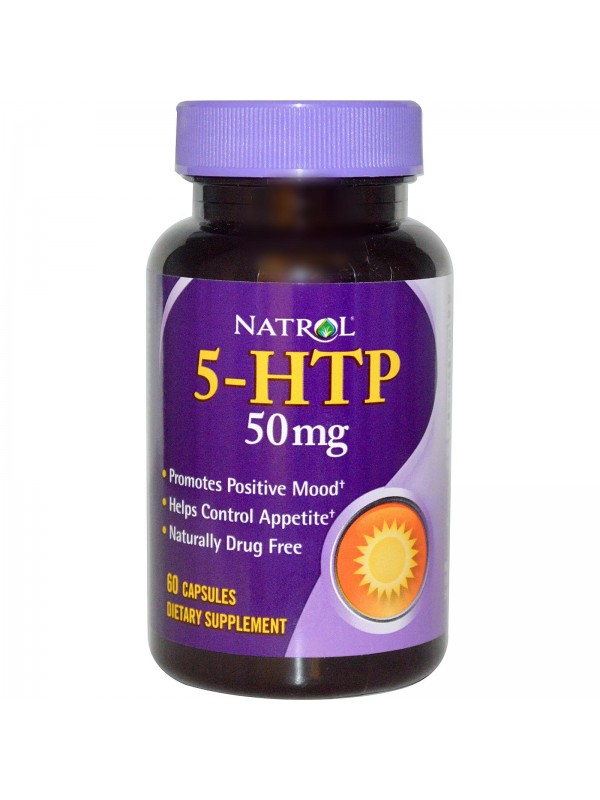 NATROL®
5-HTP
50mg
• Promotes Positive Mood†
• Helps Control Appetite†
• Naturally Drug Free
60 CAPSULES
DIETARY SUPPLEMENT